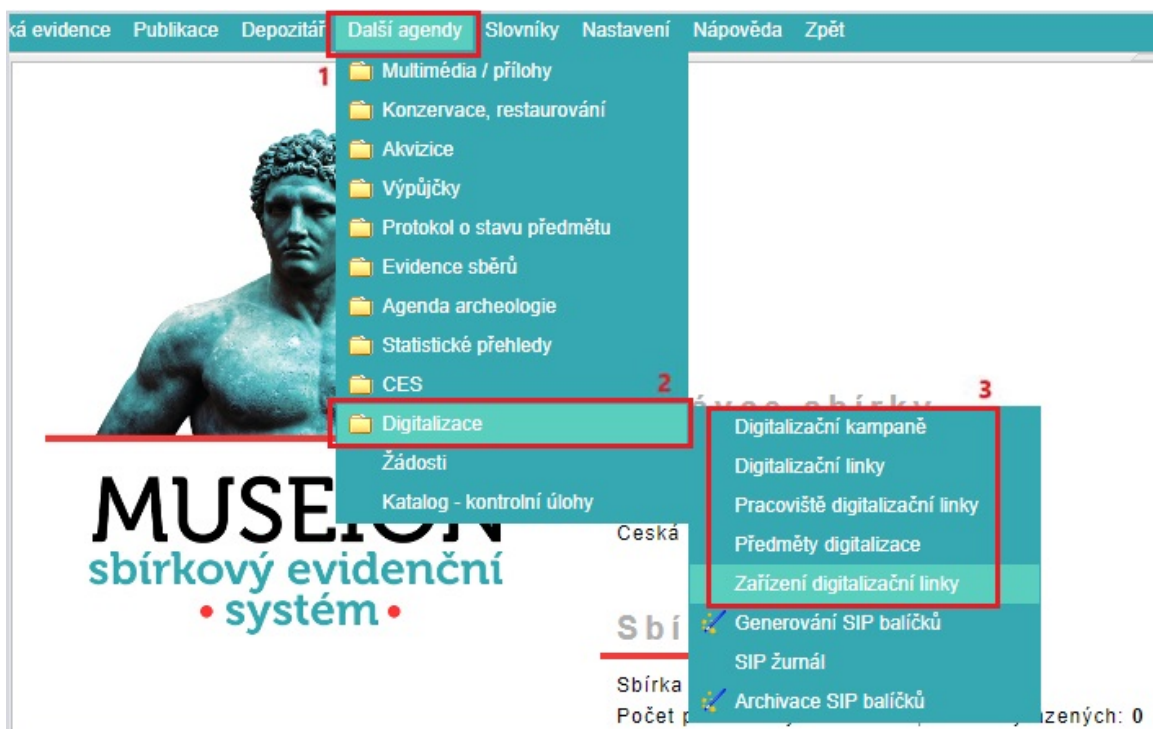 ká evidence Publikace Depozitář Další agendy Slovníky Nastavení Nápověda Zpět
1
Multimédia / přílohy
Konzervace, restaurování
Akvizice
Výpůjčky
Protokol o stavu předmětu
Evidence sběrů
Agenda archeologie
Statistické přehledy
CES
2
Digitalizace
Žádosti
Katalog - kontrolní úlohy
3
Digitalizační kampaně
Digitalizační linky
Pracoviště digitalizační linky
Předměty digitalizace
Zařízení digitalizační linky
Generování SIP balíčků
SIP žurnál
Archivace SIP balíčků
MUSEION
sbírkový evidenční
• systém •
Česká
Sbí
Sbírka
Počet p
zených: 0